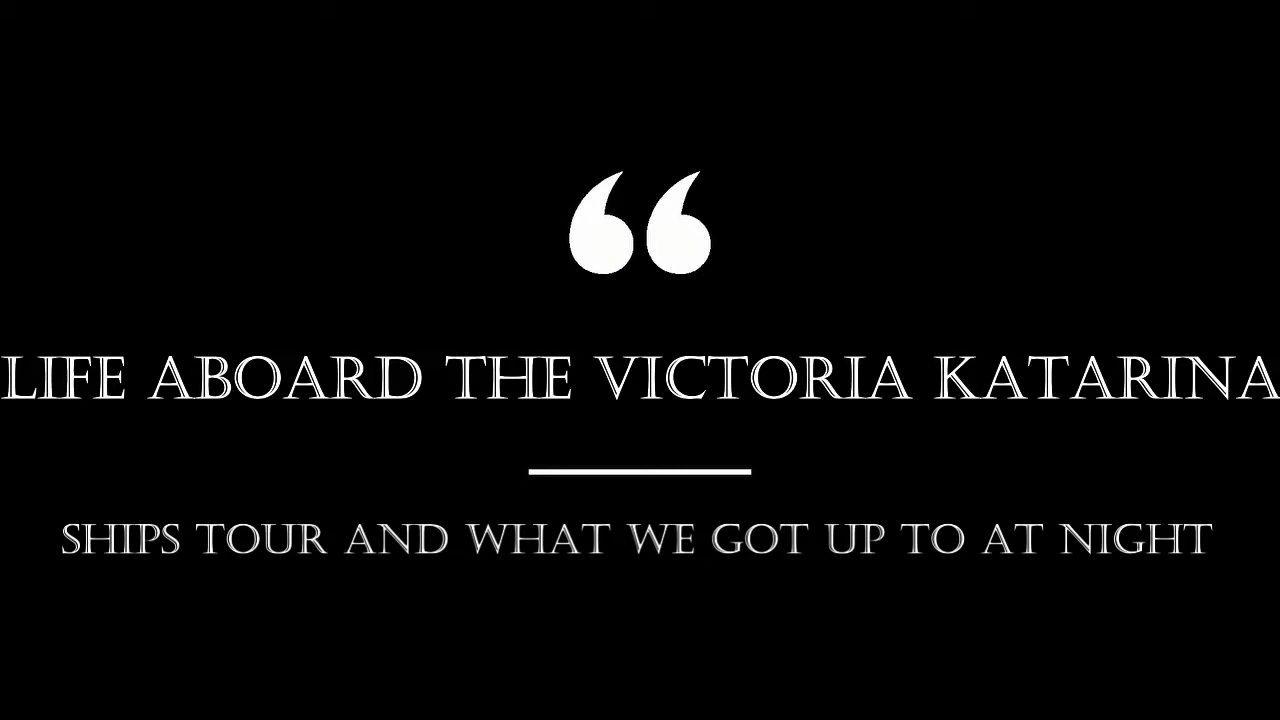 “
LIFE ABOARD THE VICTORIA KATARINA
SHIPS TOUR AND WHAT WE GOT UP TO AT NIGHT